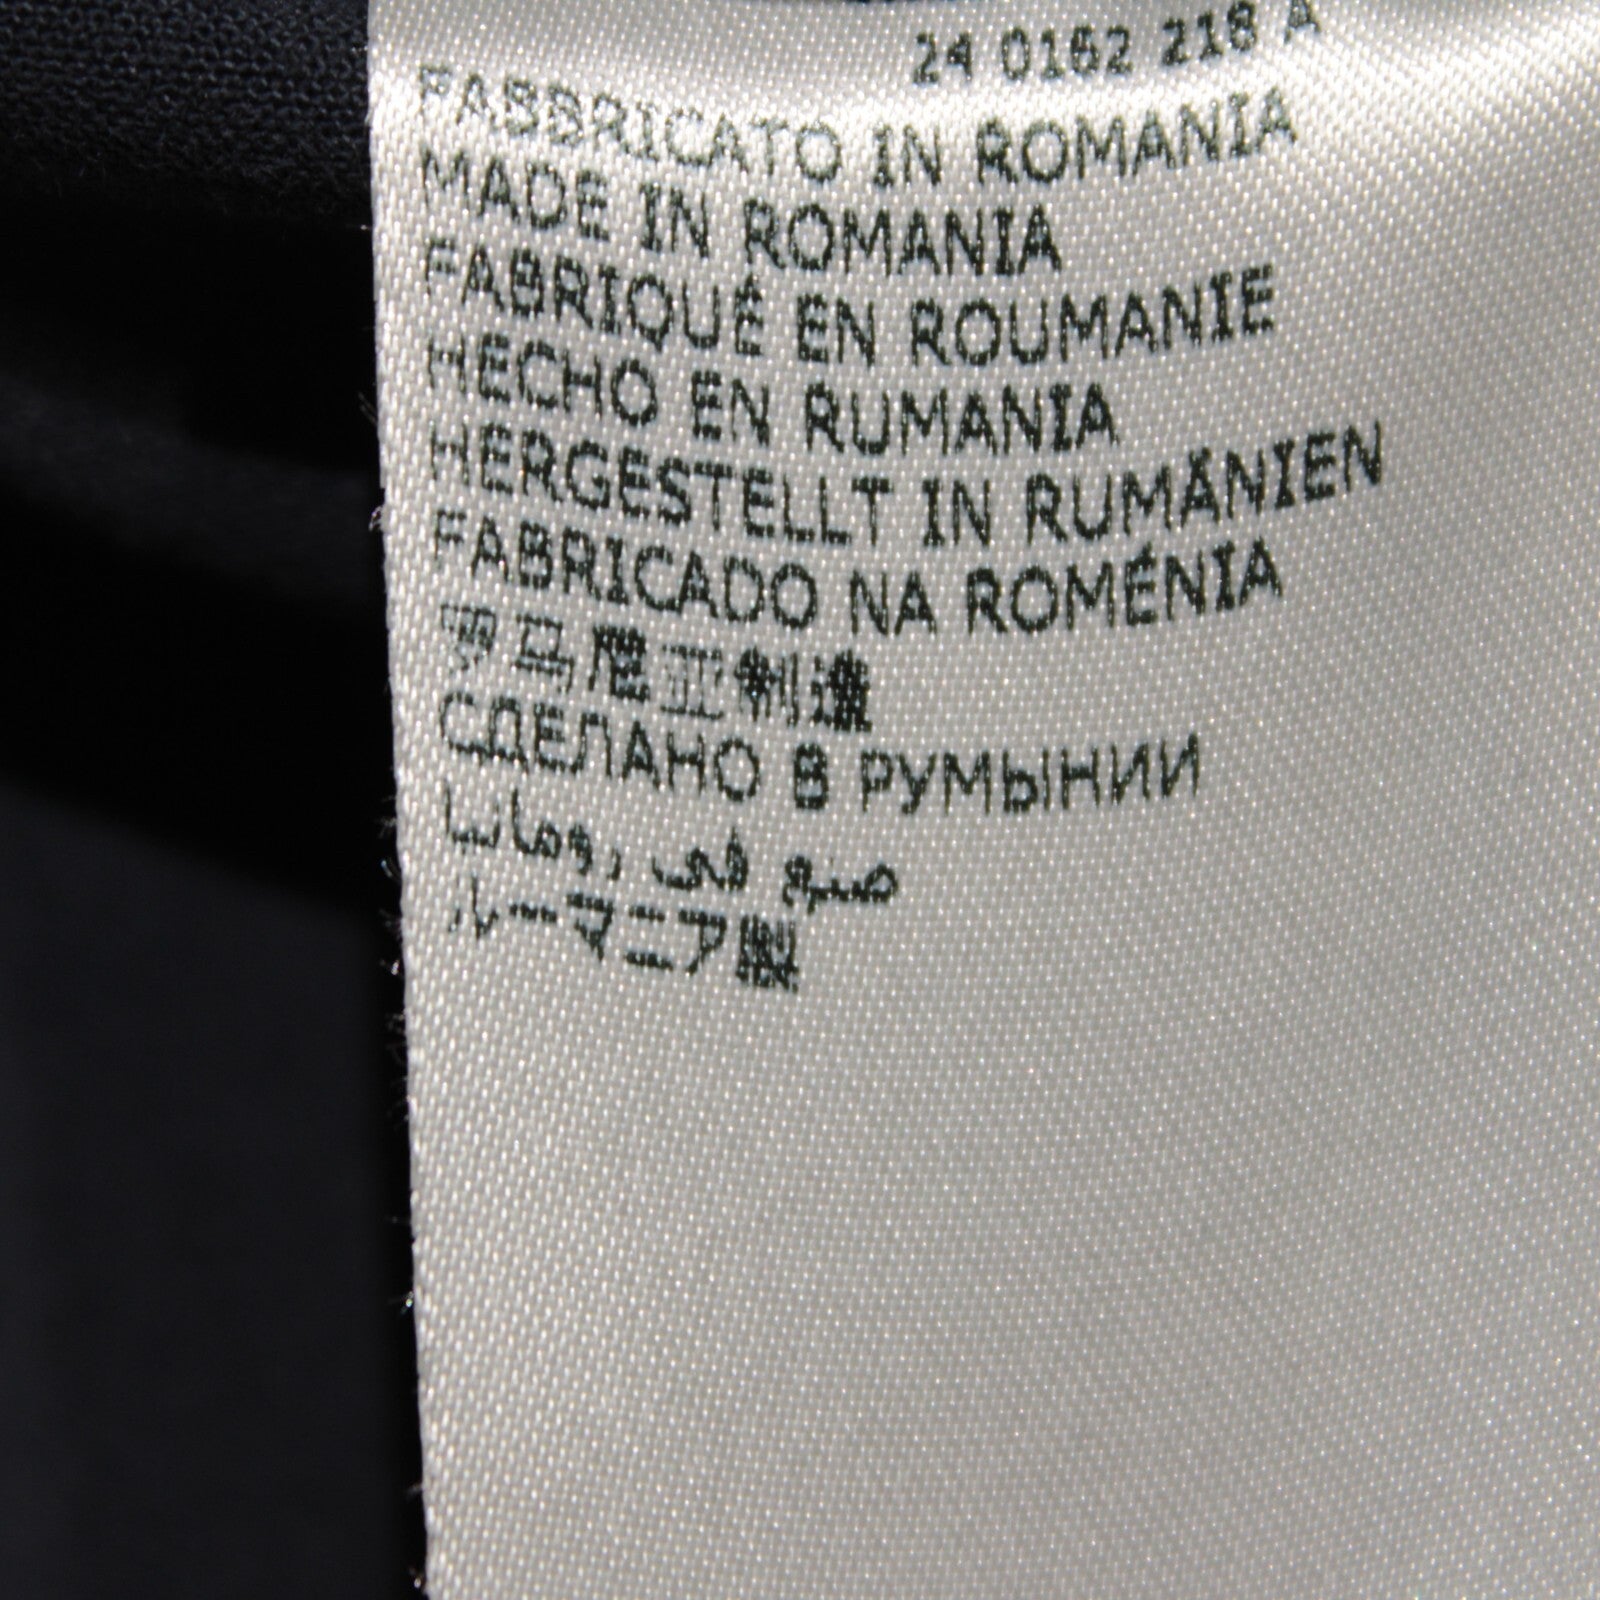 24 0162 218 A
FABBRICATO IN ROMANIA
MADE IN ROMANIA
FABRIQUÉ EN ROUMANIE
HECHO EN RUMANIA
HERGESTELLT IN RUMÄNIEN
FABRICADO NA ROMÉNIA
罗马尼亚制造
СДЕЛАНО В РУМЫНИИ
صنع في رومانيا
ルーマニア製